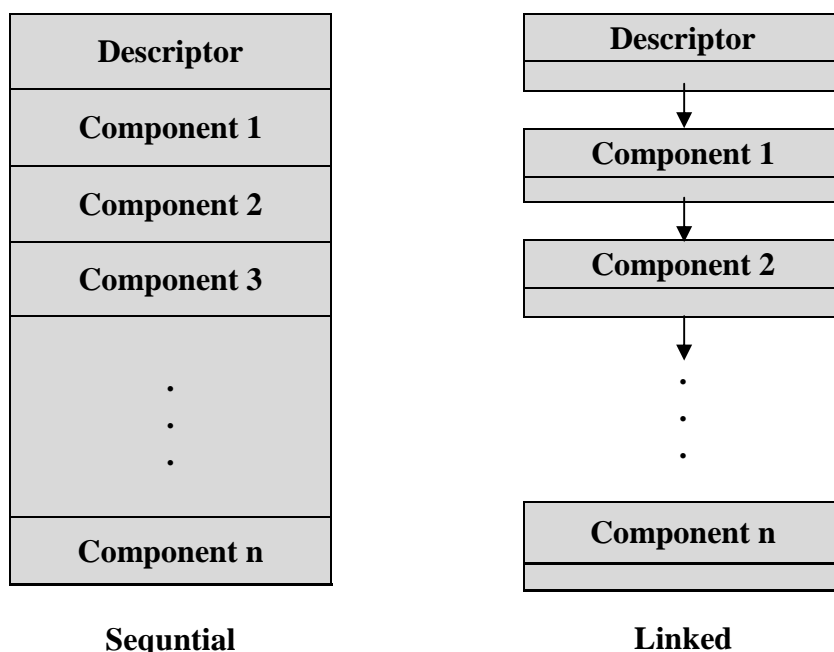 Descriptor
Component 1
Component 2
Component 3
.
.
.
Component n
Sequntial
Descriptor
Component 1
Component 2
.
.
.
Component n
Linked